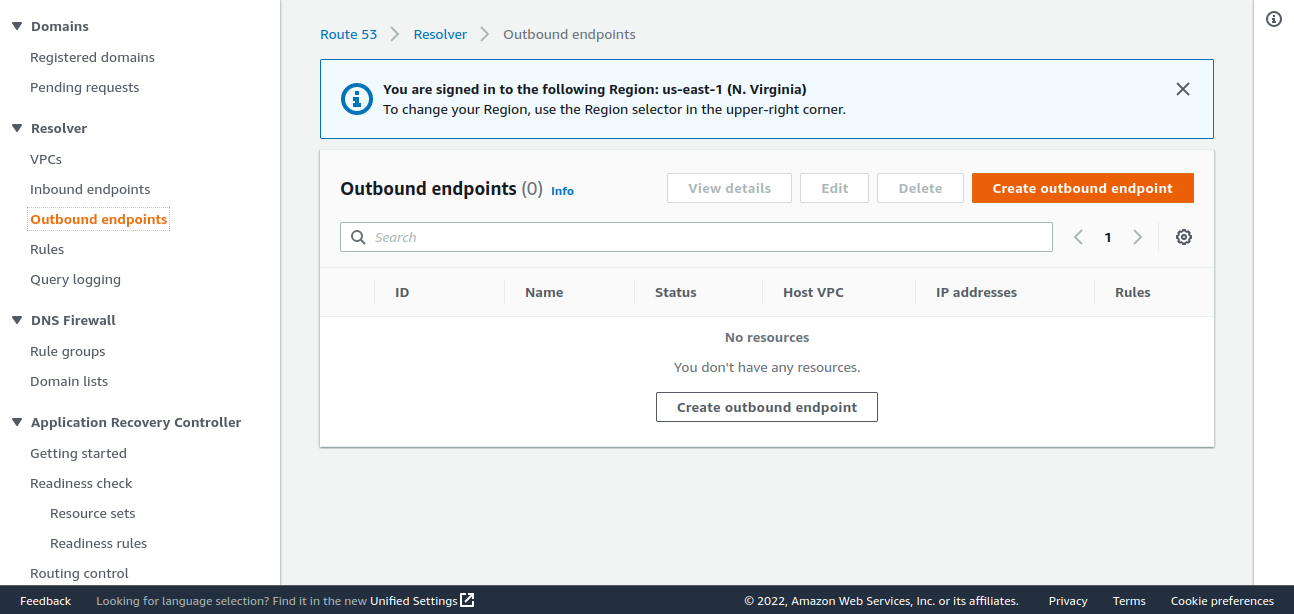 Domains
Registered domains
Pending requests
Resolver
VPCs
Inbound endpoints
Outbound endpoints
Rules
Query logging
DNS Firewall
Rule groups
Domain lists
Application Recovery Controller
Getting started
Readiness check
Resource sets
Readiness rules
Routing control
Route 53 Resolver Outbound endpoints
You are signed in to the following Region: us-east-1 (N. Virginia)
To change your Region, use the Region selector in the upper-right corner.
Outbound endpoints (0) Info View details Edit Delete Create outbound endpoint
Search 1
ID Name Status Host VPC IP addresses Rules
No resources
You don't have any resources.
Create outbound endpoint
Feedback Looking for language selection? Find it in the new Unified Settings © 2022, Amazon Web Services, Inc. or its affiliates. Privacy Terms Cookie preferences